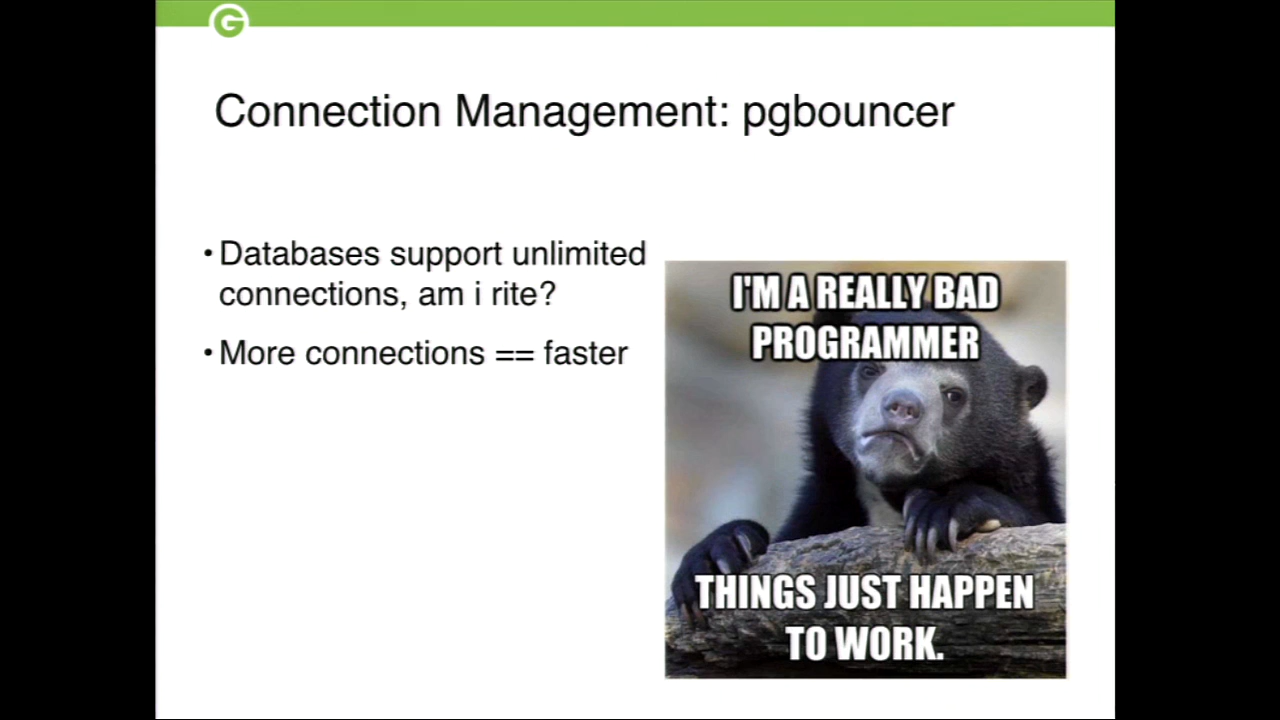 G
Connection Management: pgbouncer
• Databases support unlimited
connections, am i rite?
• More connections == faster
I'M A REALLY BAD
PROGRAMMER
THINGS JUST HAPPEN
TO WORK.